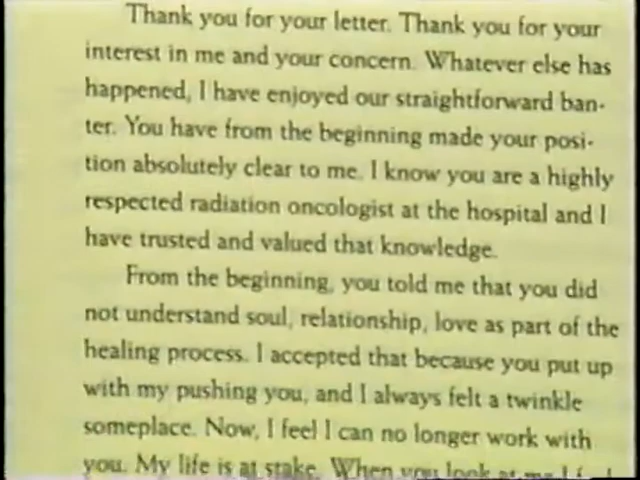 Thank you for your letter. Thank you for your
interest in me and your concern. Whatever else has
happened, I have enjoyed our straightforward ban-
ter. You have from the beginning made your posi-
tion absolutely clear to me. I know you are a highly
respected radiation oncologist at the hospital and I
have trusted and valued that knowledge.
From the beginning, you told me that you did
not understand soul, relationship, love as part of the
healing process. I accepted that because you put up
with my pushing you, and I always felt a twinkle
someplace. Now, I feel I can no longer work with
you. My life is at stake. When you look at me I